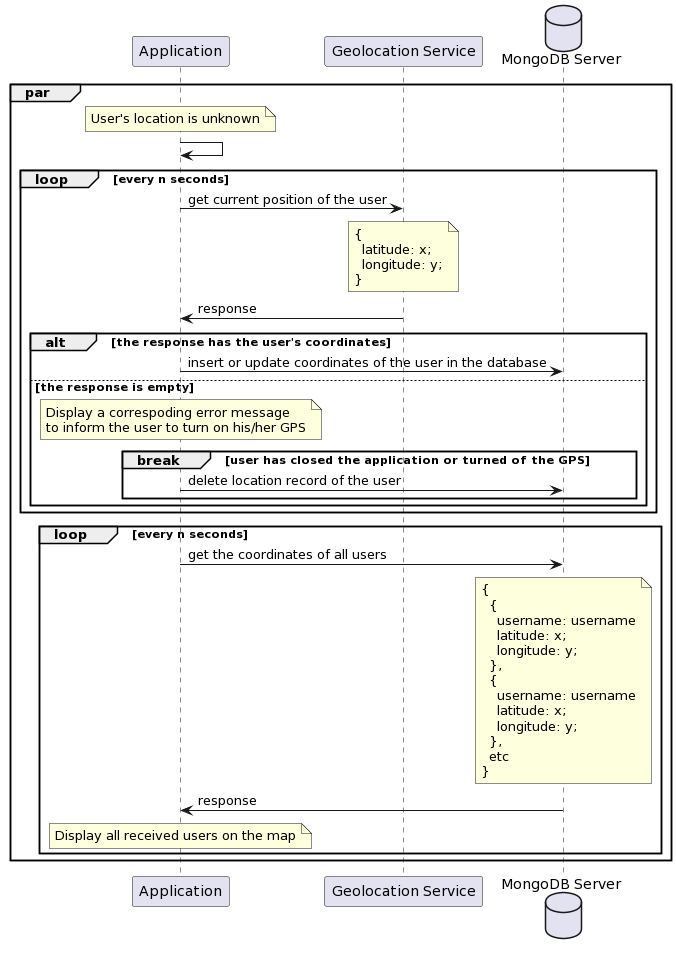 Application
Geolocation Service
MongoDB Server
par
User's location is unknown
loop [every n seconds]
get current position of the user
{
latitude: x;
longitude: y;
}
response
alt [the response has the user's coordinates]
insert or update coordinates of the user in the database
[the response is empty]
Display a correspoding error message
to inform the user to turn on his/her GPS
break [user has closed the application or turned of the GPS]
delete location record of the user
loop [every n seconds]
get the coordinates of all users
{
{
username: username
latitude: x;
longitude: y;
},
{
username: username
latitude: x;
longitude: y;
},
etc
}
response
Display all received users on the map
Application
Geolocation Service
MongoDB Server